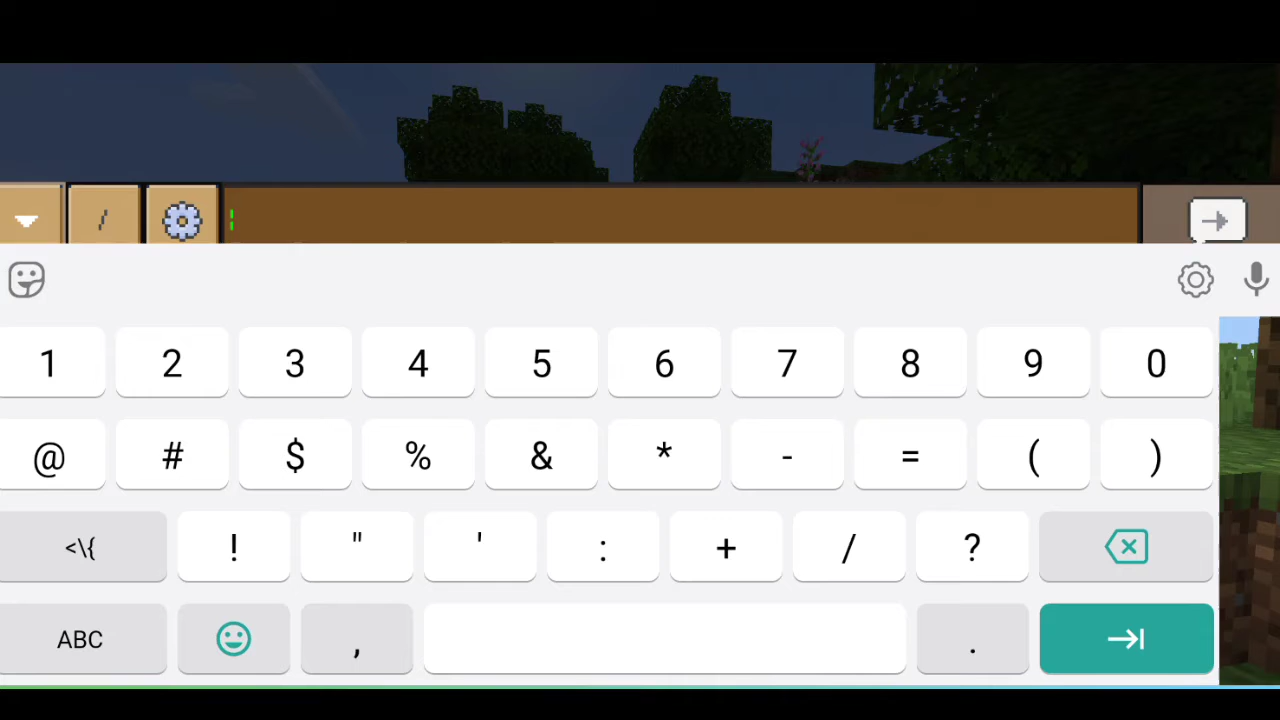 /
1 2 3 4 5 6 7 8 9 0
@ # $ % & * - = ( )
<\{ ! " ' : + / ?
ABC , .